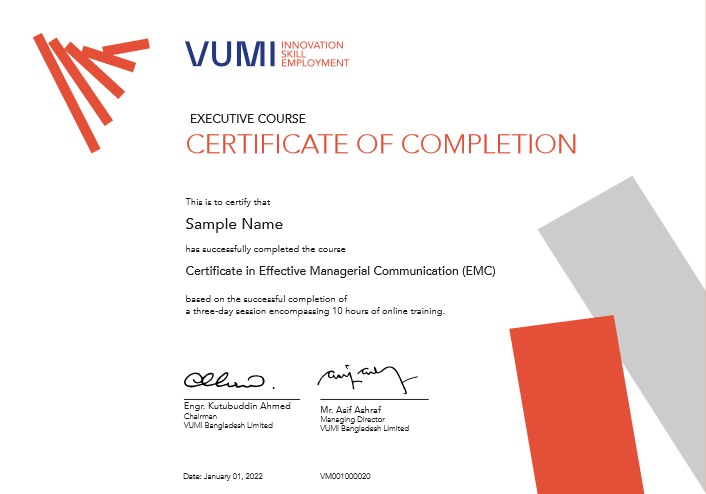 VUMI
INNOVATION
SKILL
EMPLOYMENT
EXECUTIVE COURSE
CERTIFICATE OF COMPLETION
This is to certify that
Sample Name
has successfully completed the course
Certificate in Effective Managerial Communication (EMC)
based on the successful completion of
a three-day session encompassing 10 hours of online training.
Engr. Kutubuddin Ahmed
Chairman
VUMI Bangladesh Limited
Mr. Asif Ashraf
Managing Director
VUMI Bangladesh Limited
Date: January 01, 2022
VM001000020